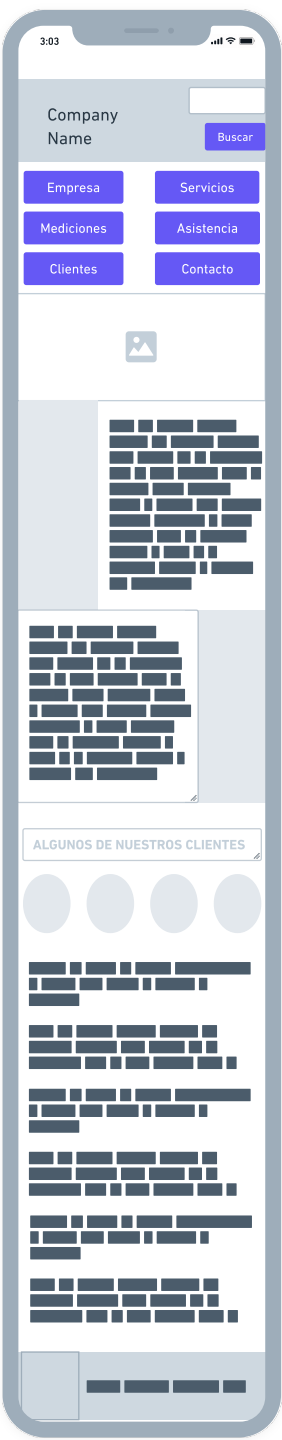 3:03
Company
Name
Buscar
Empresa
Servicios
Mediciones
Asistencia
Clientes
Contacto
ALGUNOS DE NUESTROS CLIENTES